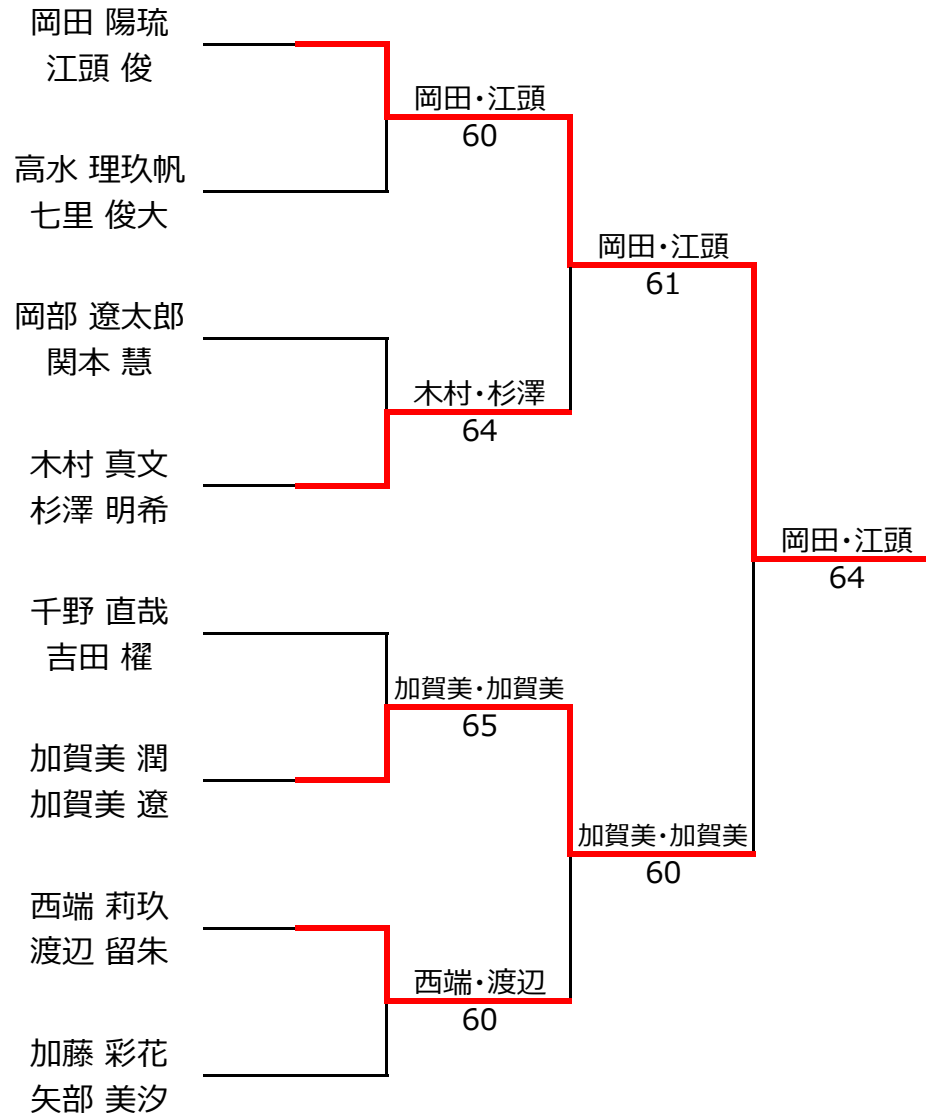 岡田 陽琉
江頭 俊
岡田・江頭
60
高水 理玖帆
七里 俊大
岡田・江頭
61
岡部 遼太郎
関本 慧
木村・杉澤
64
木村 真文
杉澤 明希
岡田・江頭
64
千野 直哉
吉田 櫂
加賀美・加賀美
65
加賀美 潤
加賀美 遼
加賀美・加賀美
60
西端 莉玖
渡辺 留朱
西端・渡辺
60
加藤 彩花
矢部 美汐